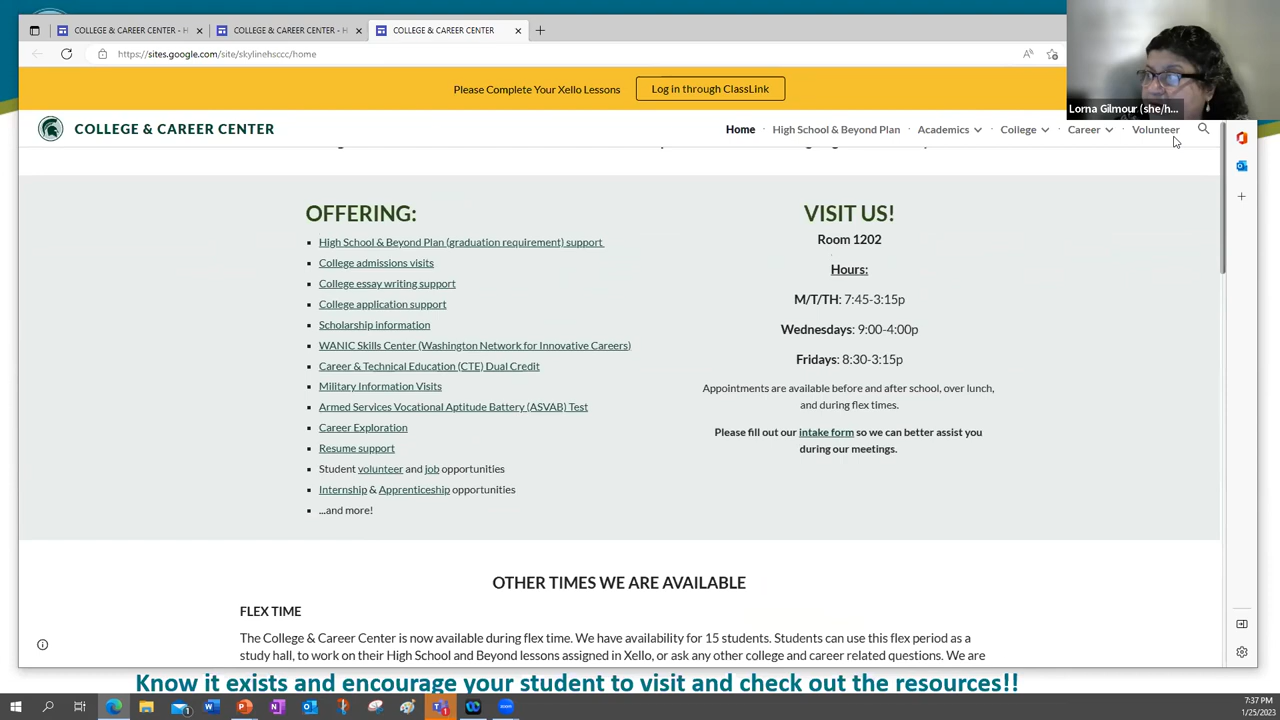 COLLEGE & CAREER CENTER - H
COLLEGE & CAREER CENTER - H
COLLEGE & CAREER CENTER
https://sites.google.com/site/skylinehsccc/home
Please Complete Your Xello Lessons
Log in through ClassLink
Lorna Gilmour (she/h...
COLLEGE & CAREER CENTER
Home
High School & Beyond Plan
Academics
College
Career
Volunteer
OFFERING:
High School & Beyond Plan (graduation requirement) support
College admissions visits
College essay writing support
College application support
Scholarship information
WANIC Skills Center (Washington Network for Innovative Careers)
Career & Technical Education (CTE) Dual Credit
Military Information Visits
Armed Services Vocational Aptitude Battery (ASVAB) Test
Career Exploration
Resume support
Student volunteer and job opportunities
Internship & Apprenticeship opportunities
...and more!
VISIT US!
Room 1202
Hours:
M/T/TH: 7:45-3:15p
Wednesdays: 9:00-4:00p
Fridays: 8:30-3:15p
Appointments are available before and after school, over lunch,
and during flex times.
Please fill out our intake form so we can better assist you
during our meetings.
OTHER TIMES WE ARE AVAILABLE
FLEX TIME
The College & Career Center is now available during flex time. We have availability for 15 students. Students can use this flex period as a
study hall, to work on their High School and Beyond lessons assigned in Xello, or ask any other college and career related questions. We are
Know it exists and encourage your student to visit and check out the resources!!
7:37 PM
1/25/2023